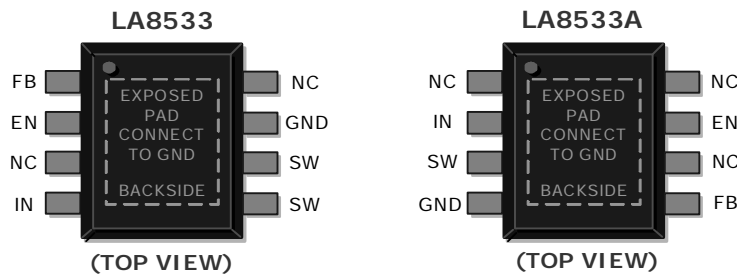 LA8533
FB
EN
NC
IN
EXPOSED
PAD
CONNECT
TO GND
BACKSIDE
NC
GND
SW
SW
(TOP VIEW)
LA8533A
NC
IN
SW
GND
EXPOSED
PAD
CONNECT
TO GND
BACKSIDE
NC
EN
NC
FB
(TOP VIEW)